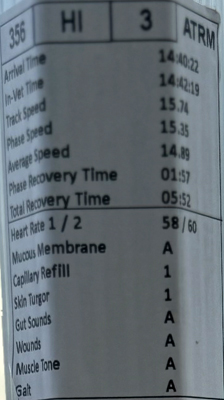 356 HI 3 ATRM
Arrival Time 14:40:22
In-Vet Time 14:42:19
Track Speed 15.74
Phase Speed 15.35
Average Speed 14.89
Phase Recovery Time 01:57
Total Recovery Time 05:52
Heart Rate 1 / 2 58 / 60
Mucous Membrane A
Capillary Refill 1
Skin Turgor 1
Gut Sounds A
Wounds A
Muscle Tone A
Gait A